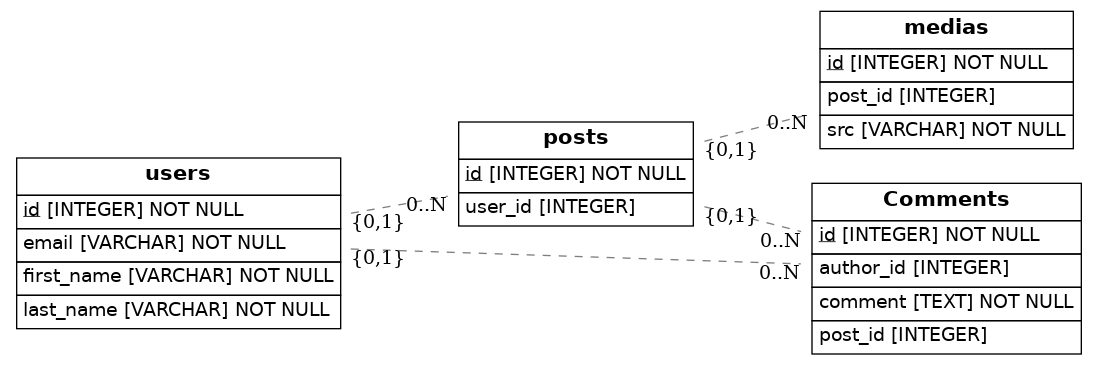 users
id [INTEGER] NOT NULL
email [VARCHAR] NOT NULL
first_name [VARCHAR] NOT NULL
last_name [VARCHAR] NOT NULL
{0,1}
0..N
{0,1}
0..N
posts
id [INTEGER] NOT NULL
user_id [INTEGER]
{0,1}
0..N
{0,1}
0..N
medias
id [INTEGER] NOT NULL
post_id [INTEGER]
src [VARCHAR] NOT NULL
Comments
id [INTEGER] NOT NULL
author_id [INTEGER]
comment [TEXT] NOT NULL
post_id [INTEGER]